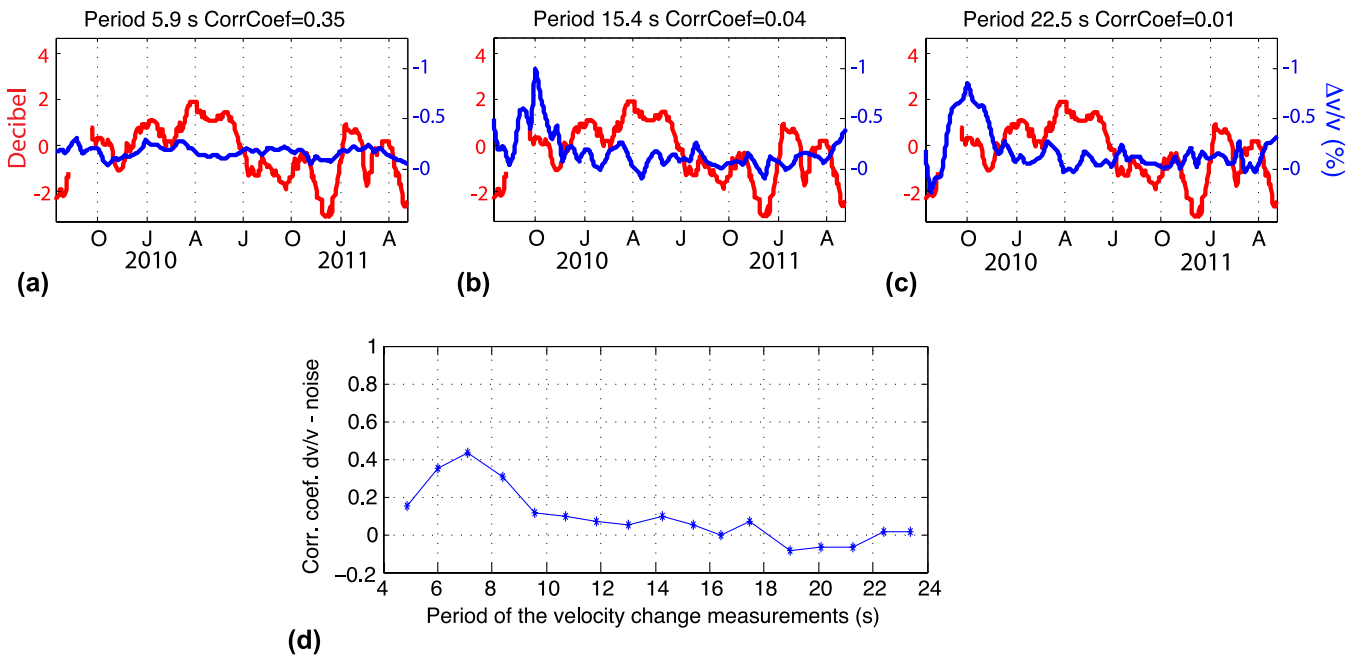 Period 5.9 s CorrCoef=0.35
Decibel
4
2
0
-2
-1
-0.5
-0
O J A J O J A
2010 2011
(a)
Period 15.4 s CorrCoef=0.04
4
2
0
-2
-1
-0.5
-0
O J A J O J A
2010 2011
(b)
Period 22.5 s CorrCoef=0.01
4
2
0
-2
-1
-0.5
-0
Δv/v (%)
O J A J O J A
2010 2011
(c)
Corr. coef. dv/v - noise
1
0.8
0.6
0.4
0.2
0
−0.2
4 6 8 10 12 14 16 18 20 22 24
Period of the velocity change measurements (s)
(d)